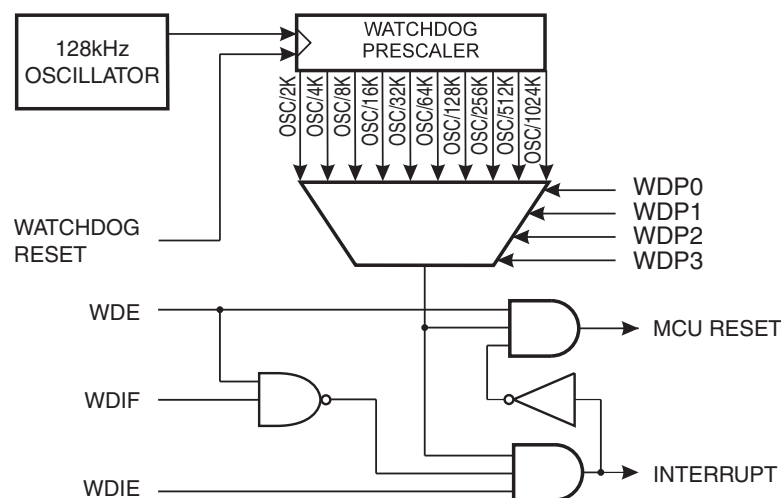 128kHz
OSCILLATOR
WATCHDOG
PRESCALER
OSC/2K
OSC/4K
OSC/8K
OSC/16K
OSC/32K
OSC/64K
OSC/128K
OSC/256K
OSC/512K
OSC/1024K
WDP0
WDP1
WDP2
WDP3
WATCHDOG
RESET
WDE
MCU RESET
WDIF
INTERRUPT
WDIE